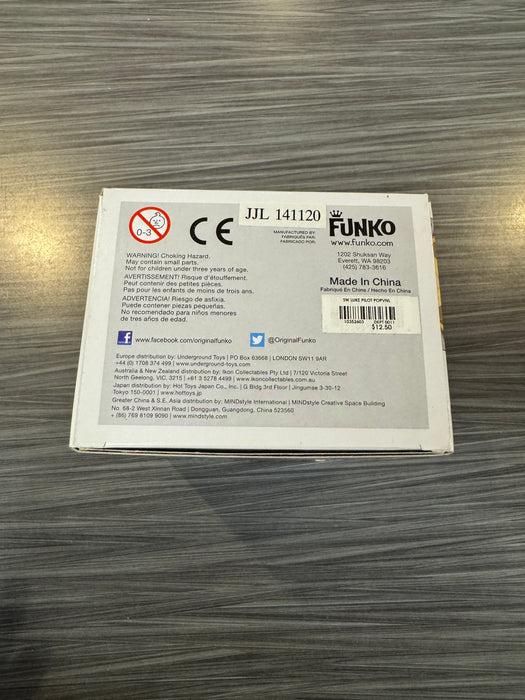 0-3
CE
JJL 141120
MANUFACTURED BY:
FABRIQUÉS PAR:
FABRICADO POR:
FUNKO
www.funko.com
1202 Shuksan Way
Everett, WA 98203
(425) 783-3616
Made In China
Fabriqué En China / Hecho En China
SW LUKE PILOT POPVNL
10352603 DEPT:5011
$12.50
WARNING! Choking Hazard.
May contain small parts.
Not for children under three years of age.
AVERTISSEMENT! Risque d'étouffement.
Peut contenir des petites pièces.
Pas pour les enfants de moins de trois ans.
ADVERTENCIA! Riesgo de asfixia.
Puede contener piezas pequeñas.
No recomendado para niños menores
de tres años de edad.
www.facebook.com/originalfunko
@OriginalFunko
Europe distribution by: Underground Toys | PO Box 63668 | LONDON SW11 9AR
+44 (0) 1708 374 499 | www.underground-toys.com
Australia & New Zealand distribution by: Ikon Collectables Pty Ltd | 7/120 Victoria Street
North Geelong, VIC, 3215 | +61 3 5278 4499 | www.ikoncollectables.com.au
Japan distribution by: Hot Toys Japan Co., Inc. | G Bldg 3rd Floor | Jingumae 3-30-12
Tokyo 150-0001 | www.hottoys.jp
Greater China & S.E. Asia distribution by: MINDstyle International | MINDstyle Creative Space Building
No. 68-2 West Xinnan Road | Dongguan, Guangdong, China 523560
+ (86) 769 8109 9090 | www.mindstyle.com